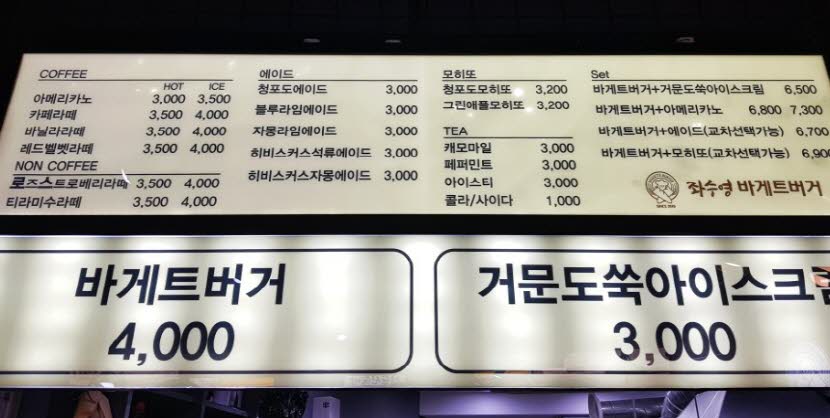 COFFEE
HOT ICE
아메리카노 3,000 3,500
카페라떼 3,500 4,000
바닐라라떼 3,500 4,000
레드벨벳라떼 3,500 4,000
NON COFFEE
로즈스트로베리라떼 3,500 4,000
티라미수라떼 3,500 4,000
에이드
청포도에이드 3,000
블루라임에이드 3,000
자몽라임에이드 3,000
히비스커스석류에이드 3,000
히비스커스자몽에이드 3,000
모히또
청포도모히또 3,200
그린애플모히또 3,200
TEA
캐모마일 3,000
페퍼민트 3,000
아이스티 3,000
콜라/사이다 1,000
Set
바게트버거+거문도쑥아이스크림 6,500
바게트버거+아메리카노 6,800 7,300
바게트버거+에이드(교차선택가능) 6,700
바게트버거+모히또(교차선택가능) 6,900
좌수영 바게트버거
바게트버거
4,000
거문도쑥아이스크림
3,000